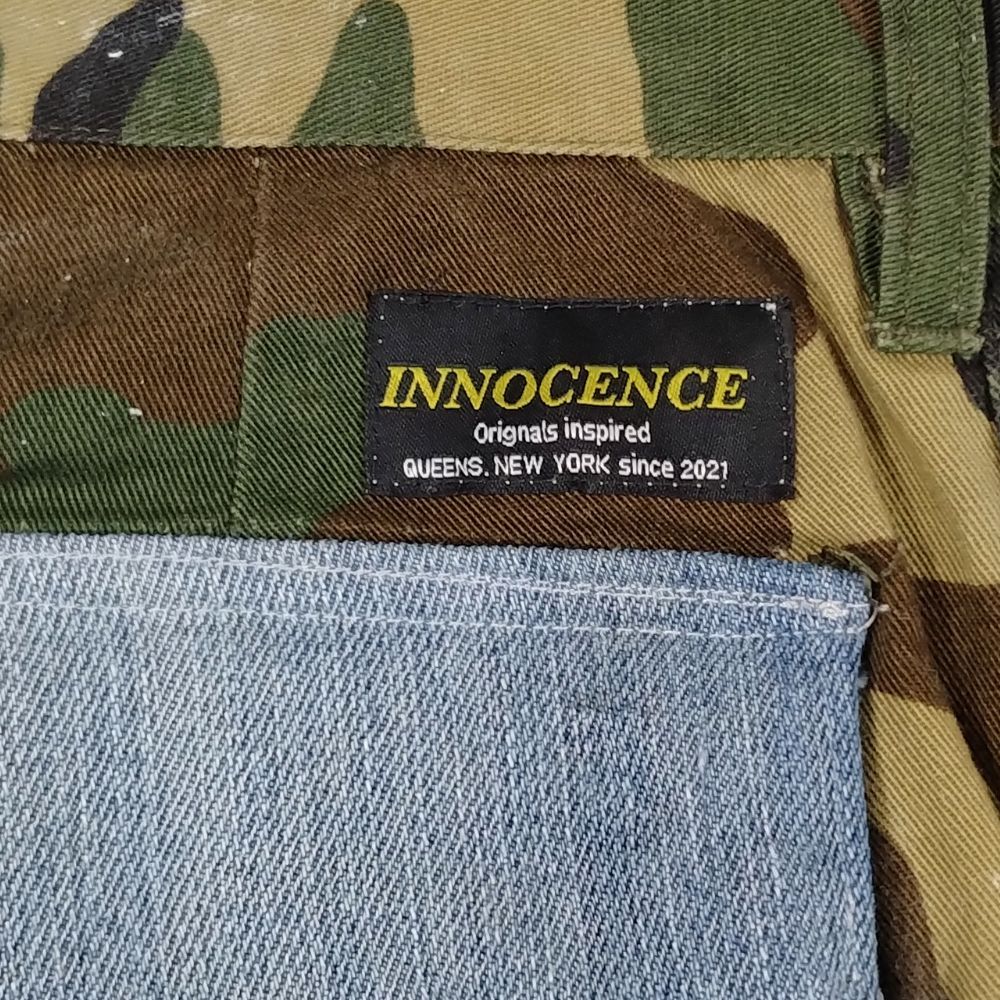 INNOCENCE
Orignals inspired
QUEENS. NEW YORK since 2021